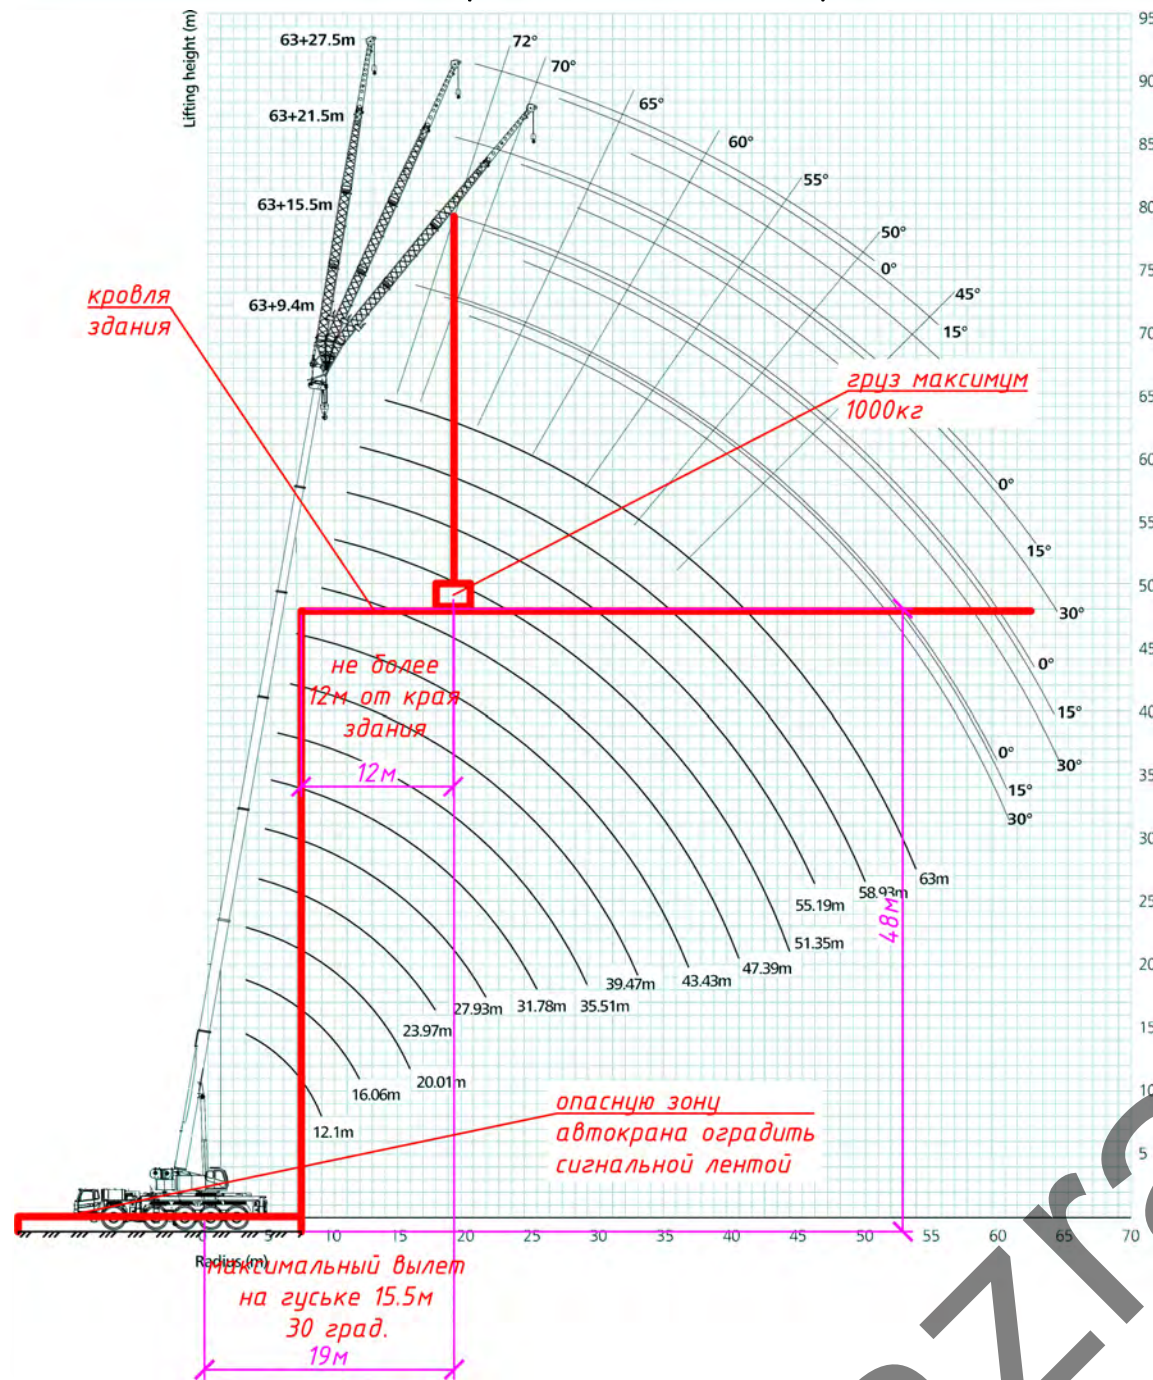 Lifting height (m)
95
90
85
80
75
70
65
60
55
50
45
40
35
30
25
20
15
10
5
63+27.5m
63+21.5m
63+15.5m
63+9.4m
72°
70°
65°
60°
55°
50°
0°
45°
15°
0°
15°
30°
0°
15°
30°
0°
15°
30°
кровля
здания
груз максимум
1000кг
не более
12м от края
здания
12м
48м
63m
58.93m
55.19m
51.35m
47.39m
43.43m
39.47m
35.51m
31.78m
27.93m
23.97m
20.01m
16.06m
12.1m
опасную зону
автокрана оградить
сигнальной лентой
10 15 20 25 30 35 40 45 50 55 60 65 70
Radius (m)
максимальный вылет
на гуське 15.5м
30 град.
19м